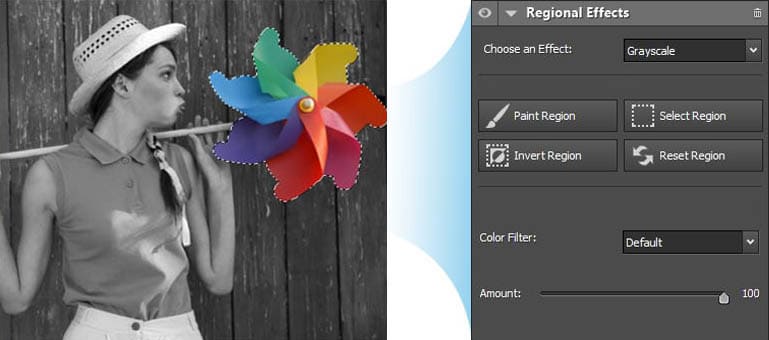 Regional Effects
Choose an Effect: Grayscale
Paint Region Select Region
Invert Region Reset Region
Color Filter: Default
Amount: 100